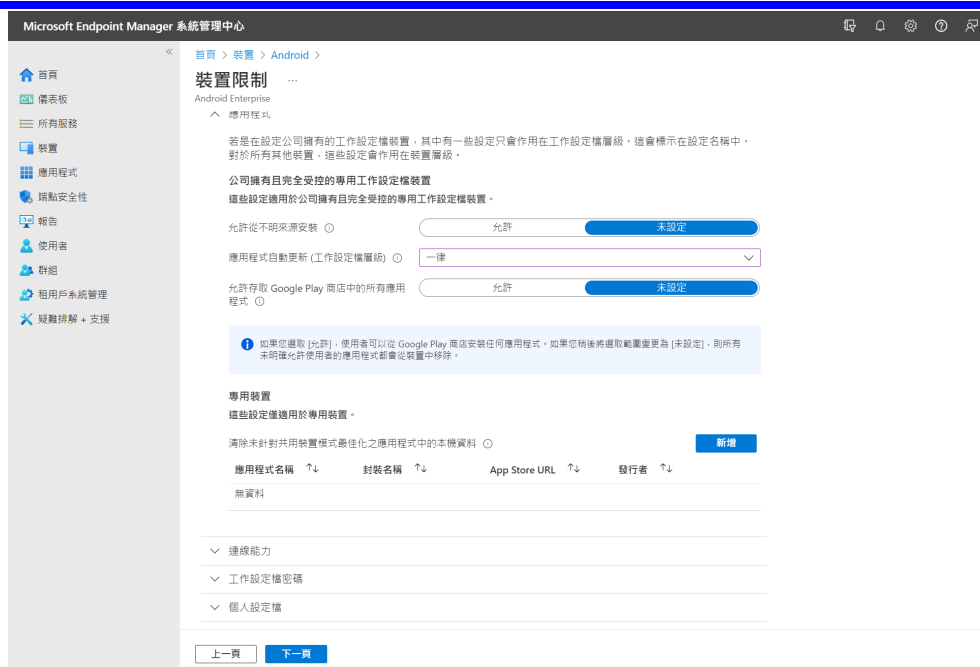 Microsoft Endpoint Manager 系統管理中心
«
首頁
儀表板
所有服務
裝置
應用程式
端點安全性
報告
使用者
群組
租用戶系統管理
疑難排解 + 支援
首頁 > 裝置 > Android >
裝置限制 ...
Android Enterprise
應用程式
若是在設定公司擁有的工作設定檔裝置，其中有一些設定只會作用在工作設定檔層級。這會標示在設定名稱中。
對於所有其他裝置，這些設定會作用在裝置層級。
公司擁有且完全受控的專用工作設定檔裝置
這些設定適用於公司擁有且完全受控的專用工作設定檔裝置。
允許從不明來源安裝 允許 未設定
應用程式自動更新 (工作設定檔層級) 一律
允許存取 Google Play 商店中的所有應用 允許 未設定
程式
如果您選取 [允許]，使用者可以從 Google Play 商店安裝任何應用程式。如果您稍後將選取範圍變更為 [未設定]，則所有
未明確允許使用者的應用程式都會從裝置中移除。
專用裝置
這些設定僅適用於專用裝置。
清除未針對共用裝置模式最佳化之應用程式中的本機資料 新增
應用程式名稱 ↑↓ 封裝名稱 ↑↓ App Store URL ↑↓ 發行者 ↑↓
無資料
連線能力
工作設定檔密碼
個人設定檔
上一頁 下一頁